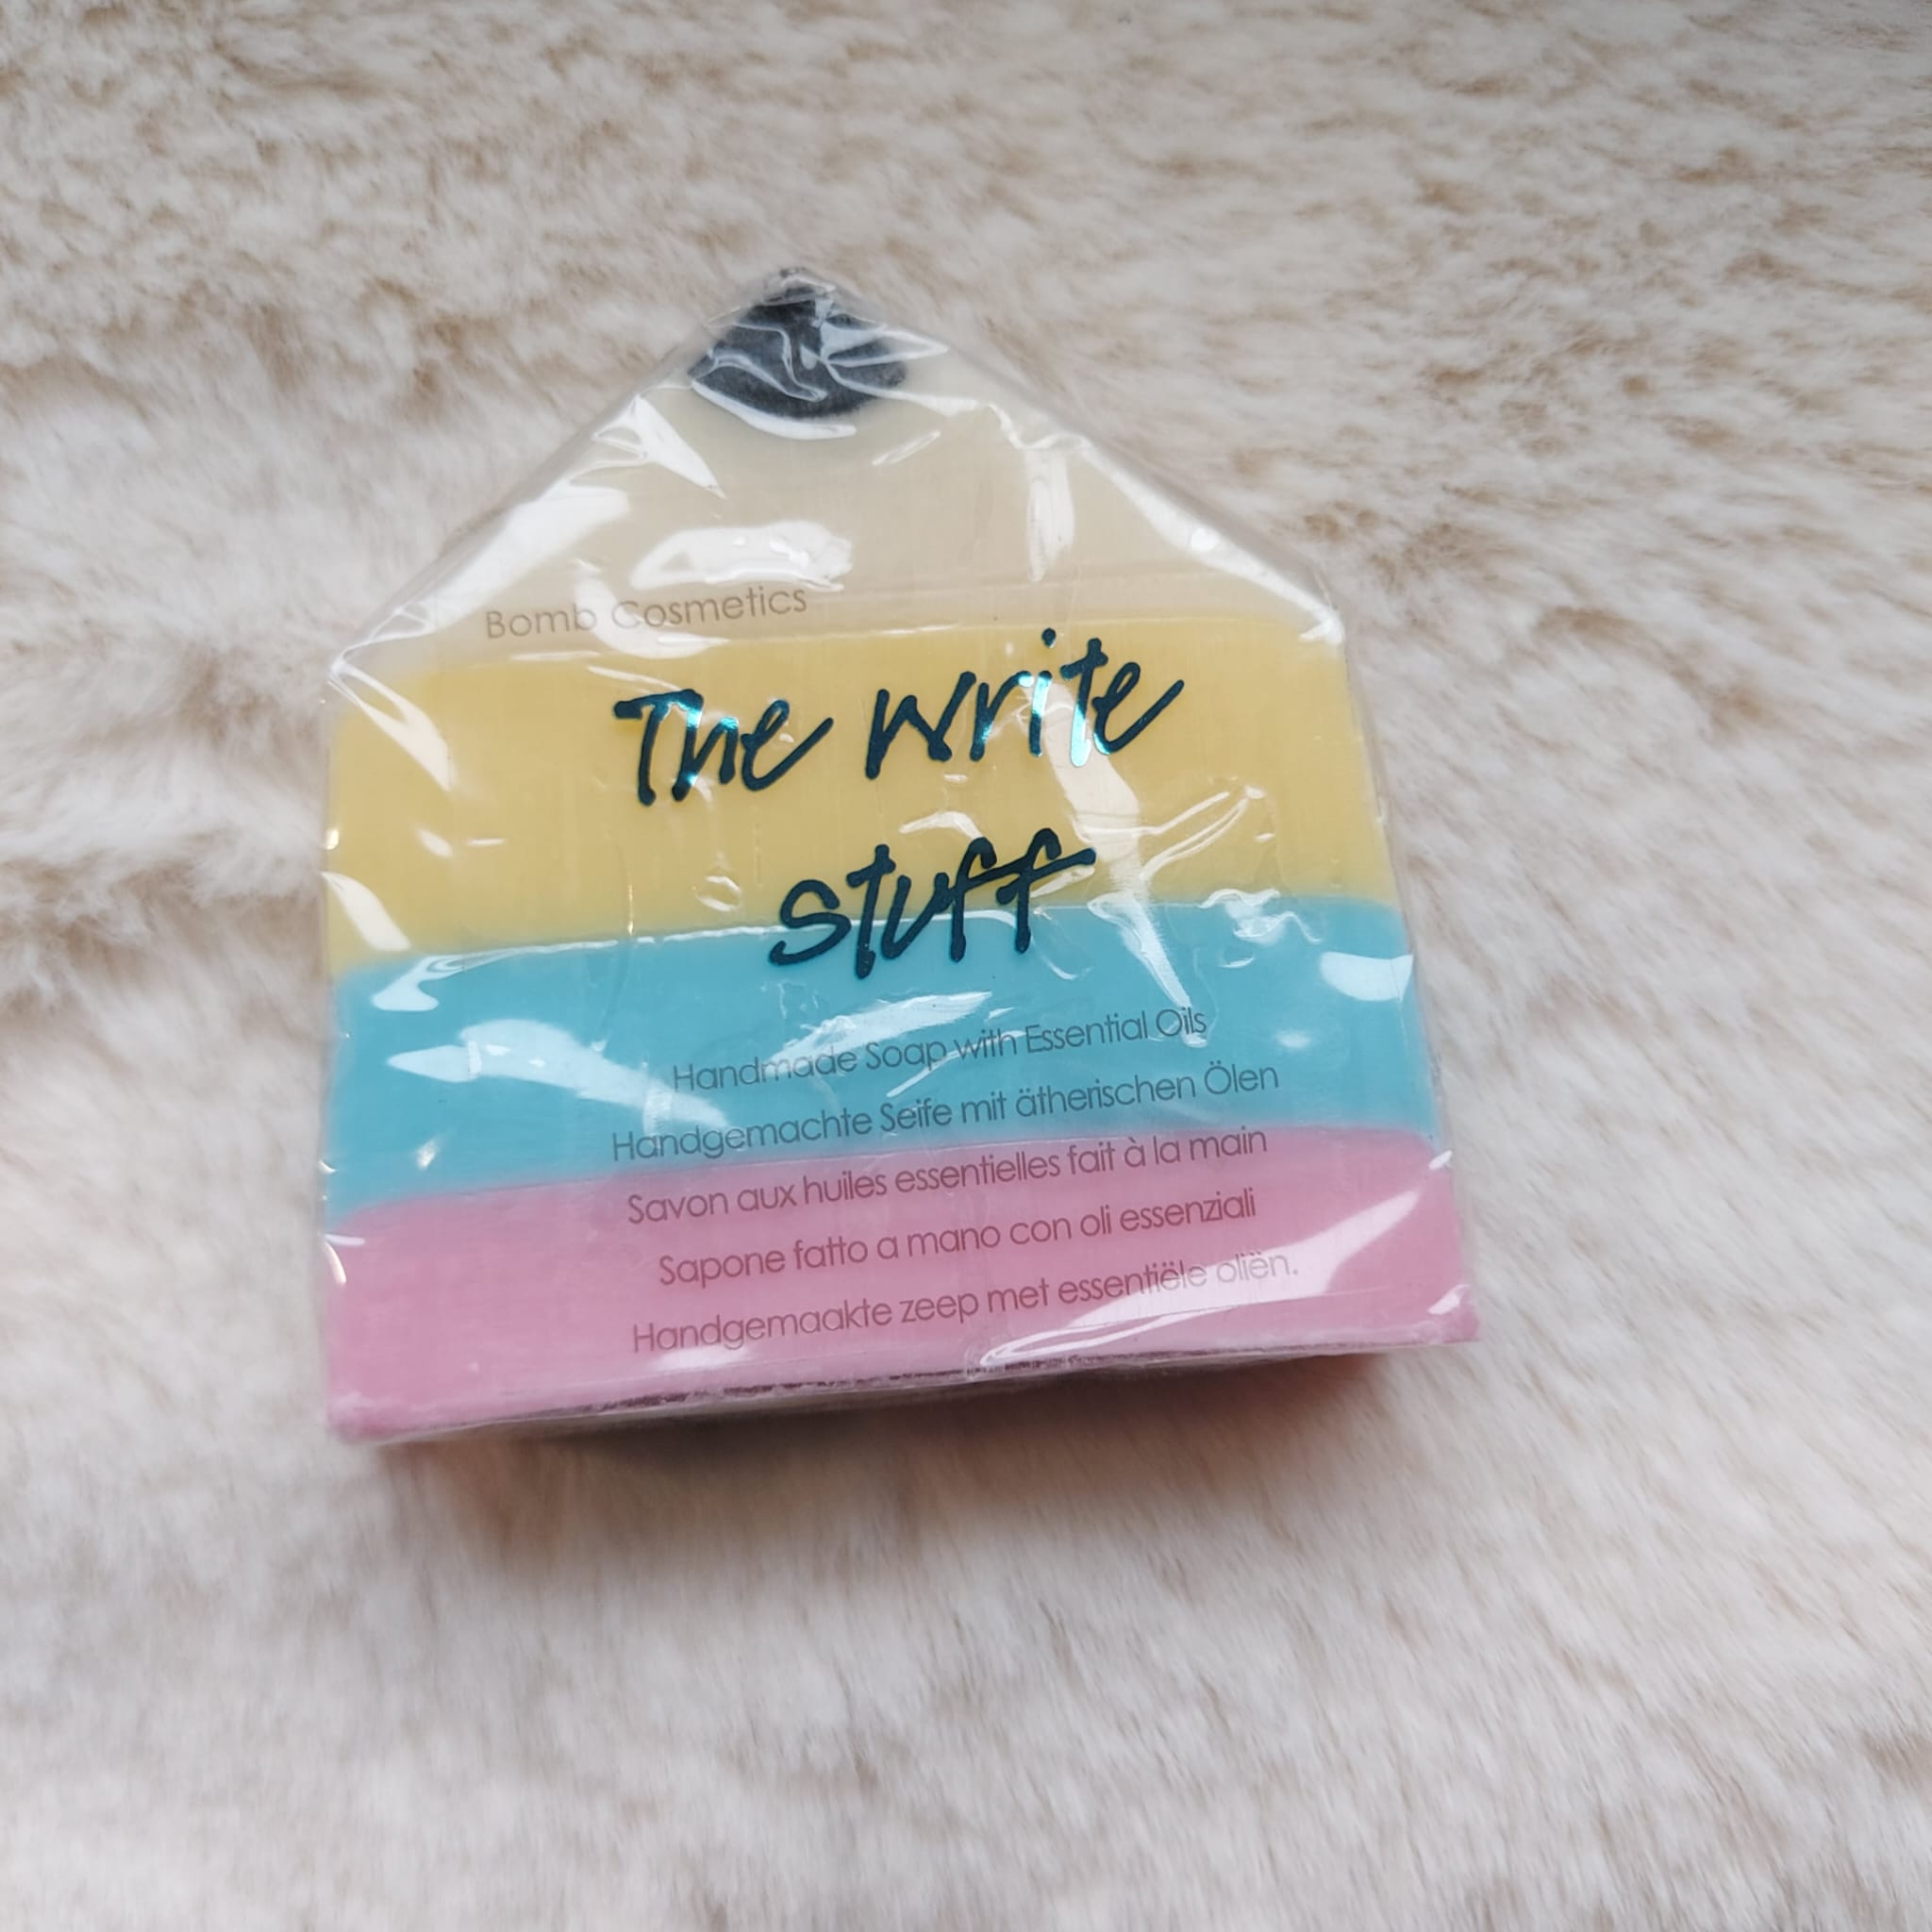 Bomb Cosmetics
The write
stuff
Handmade Soap with Essential Oils
Handgemachte Seife mit ätherischen Ölen
Savon aux huiles essentielles fait à la main
Sapone fatto a mano con oli essenziali
Handgemaakte zeep met essentiële oliën.